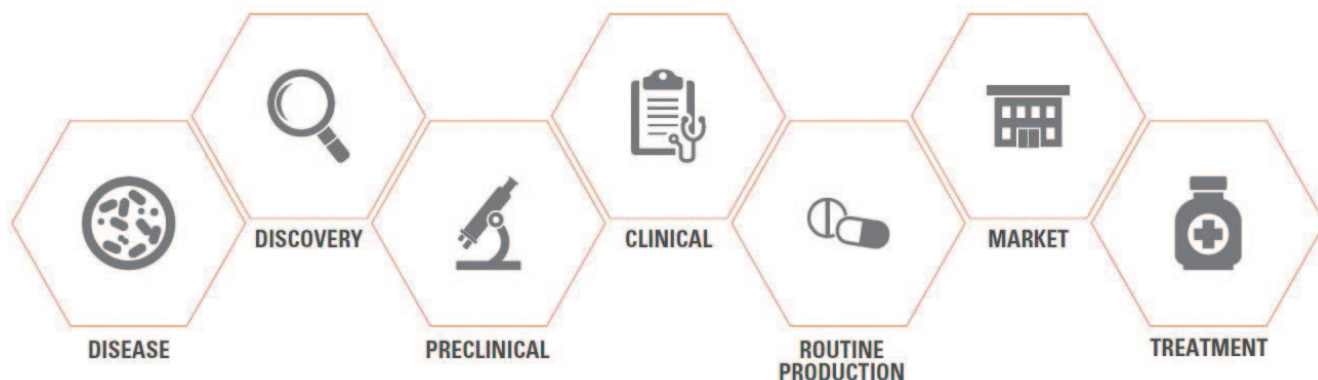 DISEASE
DISCOVERY
PRECLINICAL
CLINICAL
ROUTINE
PRODUCTION
MARKET
TREATMENT